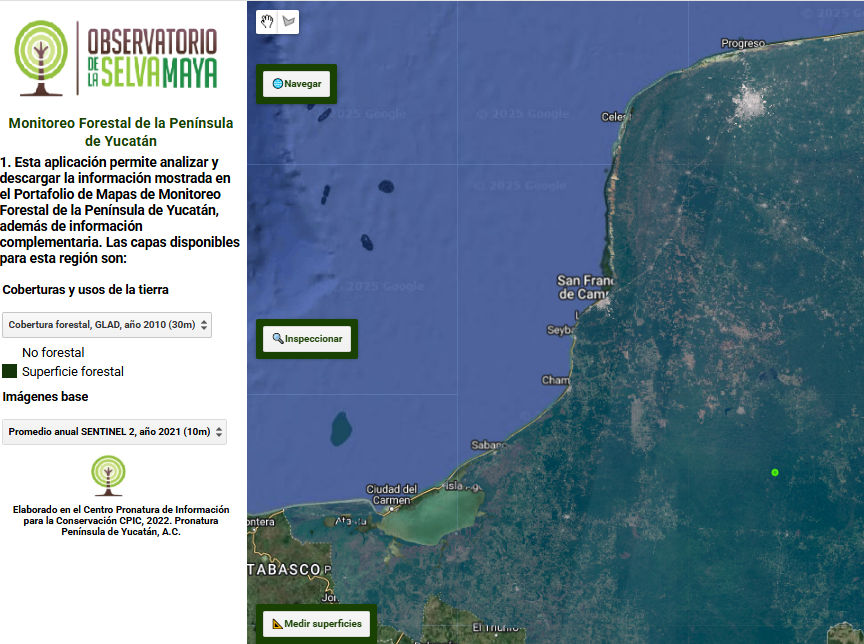 OBSERVATORIO
DE LA SELVA MAYA
Monitoreo Forestal de la Península
de Yucatán
1. Esta aplicación permite analizar y
descargar la información mostrada en
el Portafolio de Mapas de Monitoreo
Forestal de la Península de Yucatán,
además de información
complementaria. Las capas disponibles
para esta región son:
Coberturas y usos de la tierra
Cobertura forestal, GLAD, año 2010 (30m)
No forestal
Superficie forestal
Imágenes base
Promedio anual SENTINEL 2, año 2021 (10m)
Elaborado en el Centro Pronatura de Información
para la Conservación CPIC, 2022. Pronatura
Península de Yucatán, A.C.
© 2025 G
Progreso
Navegar
2025 Google
© 2025 Google
Celes
© 2025 Google
San Franc
de Camp
2025 Google
Seyba
Inspeccionar
Cham
Saban
Ciudad del
Carmen
Isla Ag
ontera
Atasta
TABASCO
Jon
Medir superficies
El Triunfo